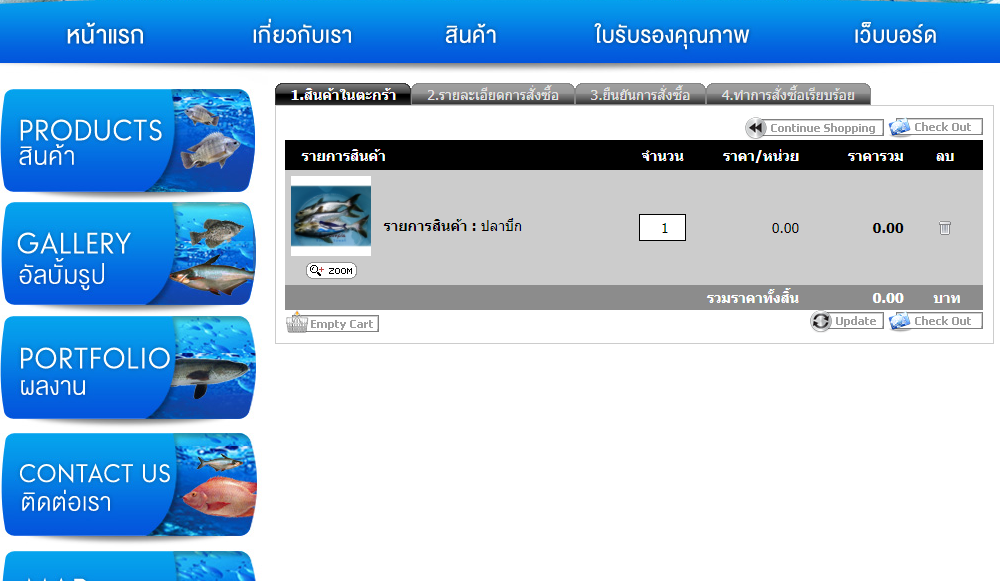 หน้าแรก เกี่ยวกับเรา สินค้า ใบรับรองคุณภาพ เว็บบอร์ด
PRODUCTS
สินค้า
GALLERY
อัลบั้มรูป
PORTFOLIO
ผลงาน
CONTACT US
ติดต่อเรา
1.สินค้าในตะกร้า 2.รายละเอียดการสั่งซื้อ 3.ยืนยันการสั่งซื้อ 4.ทำการสั่งซื้อเรียบร้อย
Continue Shopping Check Out
รายการสินค้า จำนวน ราคา/หน่วย ราคารวม ลบ
รายการสินค้า : ปลาบึก 1 0.00 0.00
ZOOM
รวมราคาทั้งสิ้น 0.00 บาท
Empty Cart Update Check Out